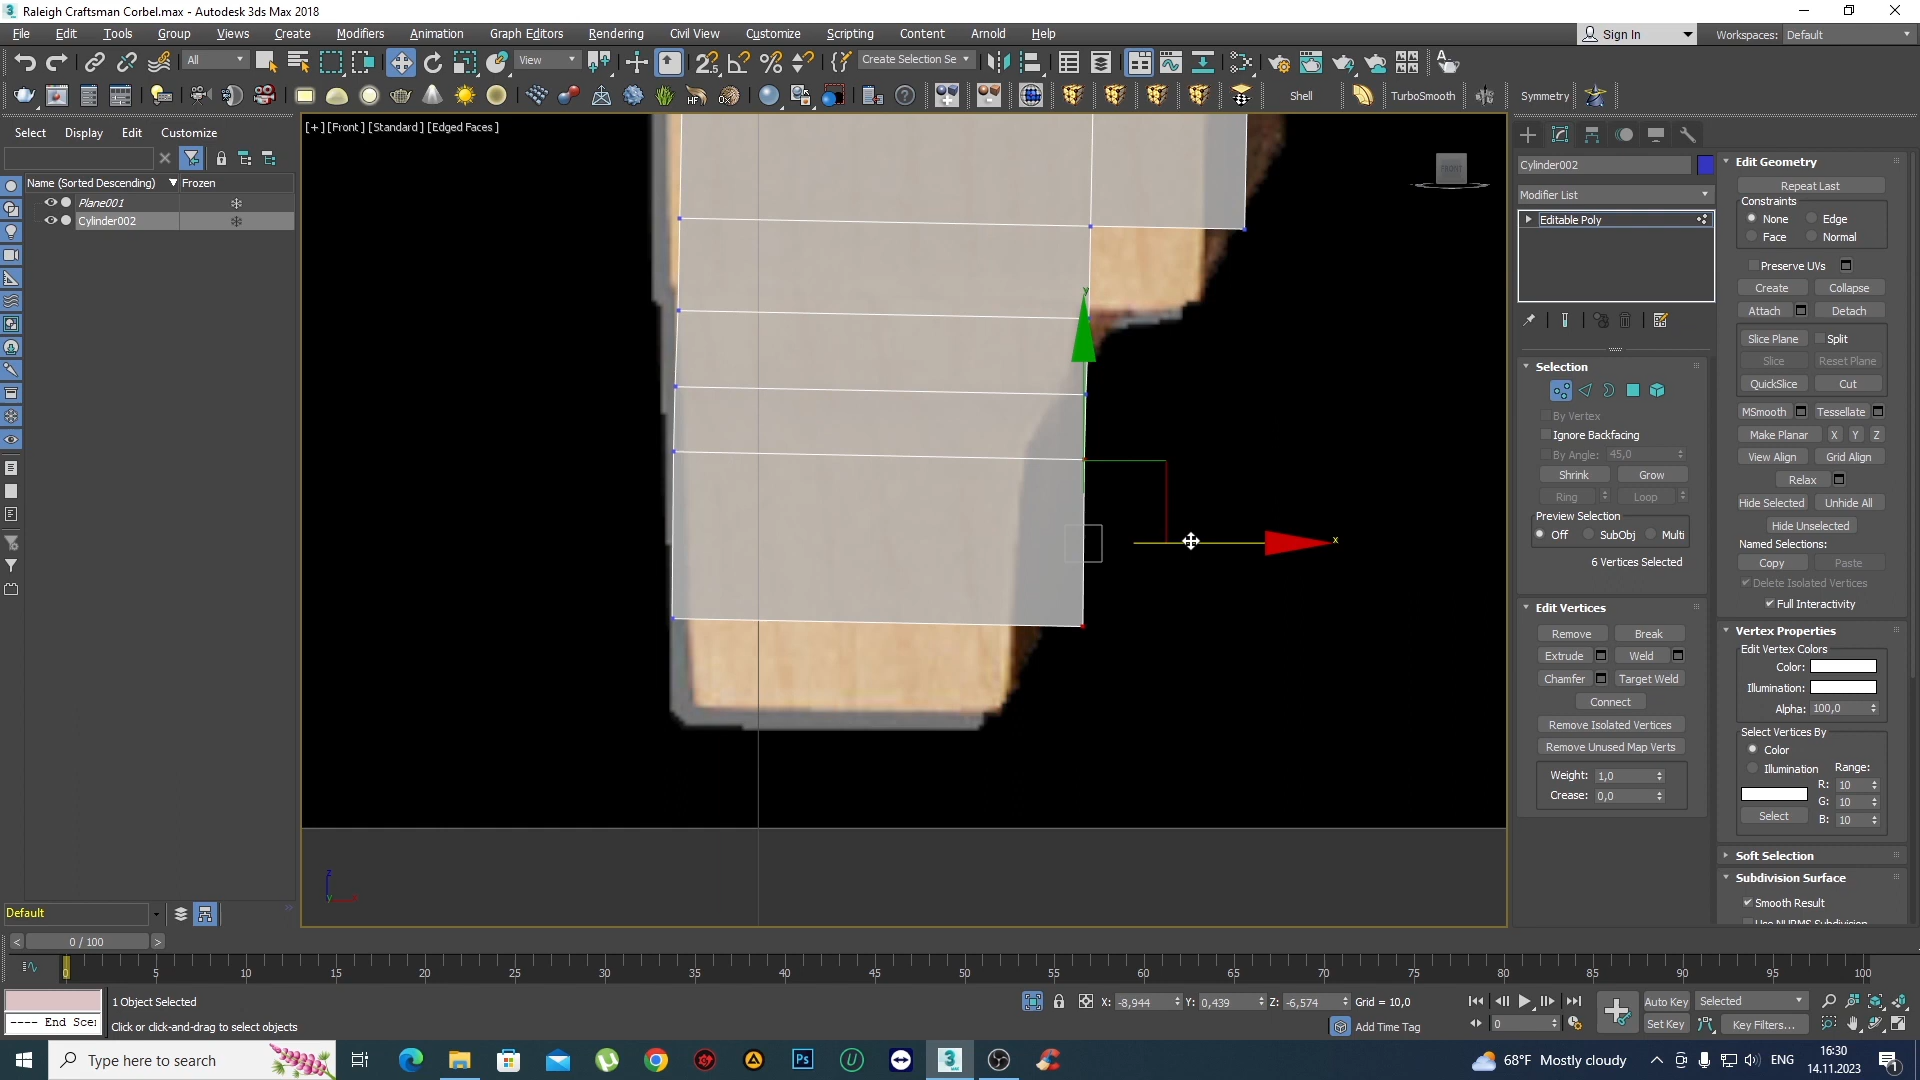 Raleigh Craftsman Corbel.max - Autodesk 3ds Max 2018
File Edit Tools Group Views Create Modifiers Animation Graph Editors Rendering Civil View Customize Scripting Content Arnold Help Sign In Workspaces: Default
All View Create Selection Se
Shell TurboSmooth Symmetry
Select Display Edit Customize
[+] [Front] [Standard] [Edged Faces]
Name (Sorted Descending) Frozen
Plane001
Cylinder002
FRONT
y
x
z
Default
Cylinder002
Modifier List
Editable Poly
Selection
By Vertex
Ignore Backfacing
By Angle: 45,0
Shrink Grow
Ring Loop
Preview Selection
Off SubObj Multi
6 Vertices Selected
Edit Vertices
Remove Break
Extrude Weld
Chamfer Target Weld
Connect
Remove Isolated Vertices
Remove Unused Map Verts
Weight: 1,0
Crease: 0,0
Edit Geometry
Repeat Last
Constraints
None Edge
Face Normal
Preserve UVs
Create Collapse
Attach Detach
Slice Plane Split
Slice Reset Plane
QuickSlice Cut
MSmooth Tessellate
Make Planar X Y Z
View Align Grid Align
Relax
Hide Selected Unhide All
Hide Unselected
Named Selections:
Copy Paste
Delete Isolated Vertices
Full Interactivity
Vertex Properties
Edit Vertex Colors
Color:
Illumination:
Alpha: 100,0
Select Vertices By
Color
Illumination Range:
R: 10
G: 10
B: 10
Select
Soft Selection
Subdivision Surface
Smooth Result
Use NURMS Subdivision
0 / 100
0 5 10 15 20 25 30 35 40 45 50 55 60 65 70 75 80 85 90 95 100
1 Object Selected
X: -8,944 Y: 0,439 Z: -6,574 Grid = 10,0
Auto Key Selected
---- End Sce
Click or click-and-drag to select objects
Add Time Tag
0
Set Key Key Filters...
Type here to search
68°F Mostly cloudy
ENG
16:30
14.11.2023
1